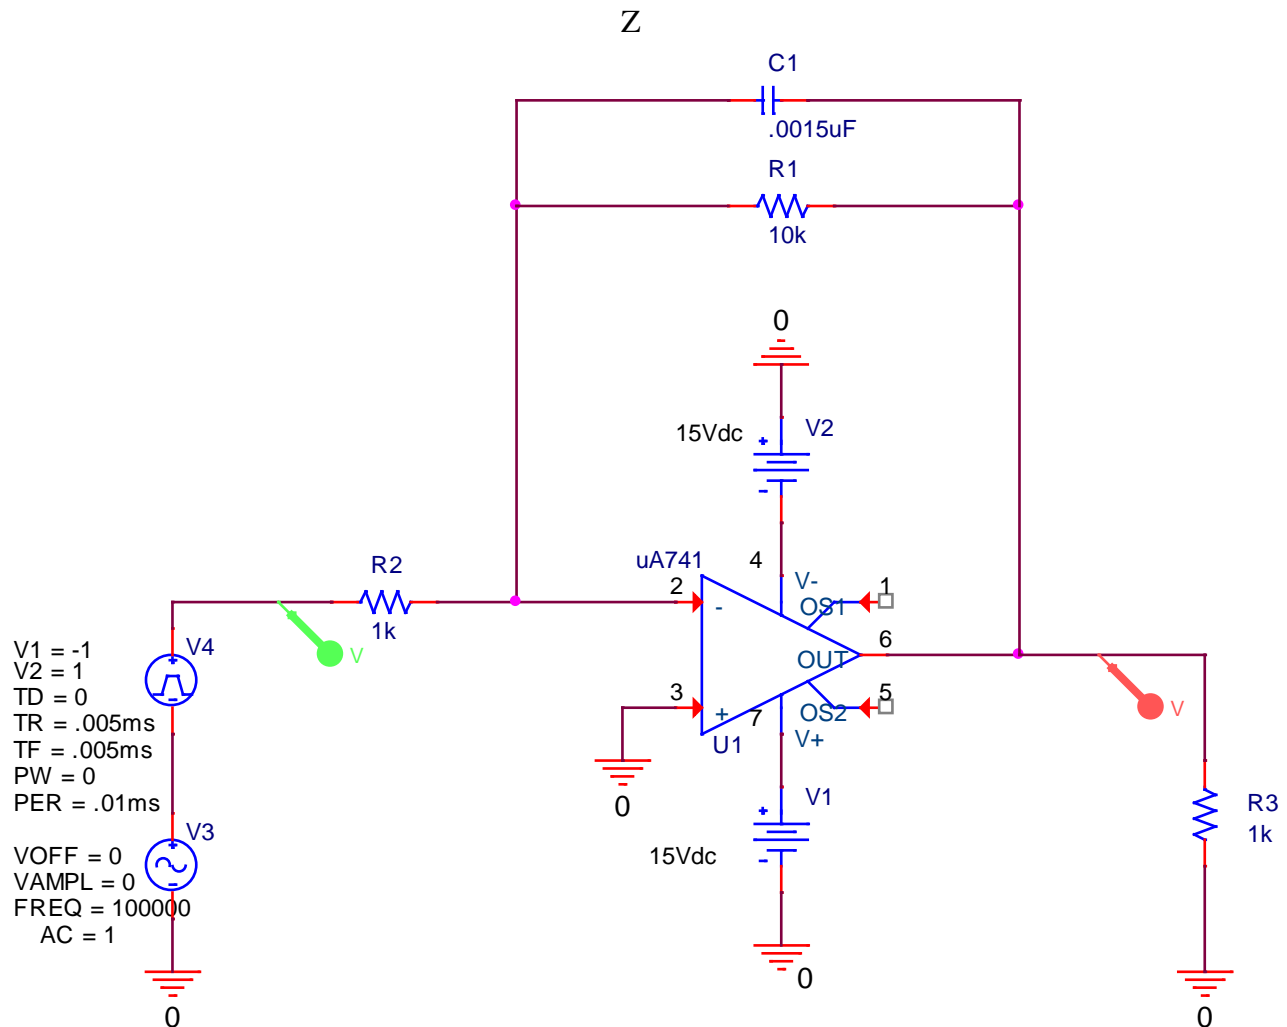 Z
C1
.0015uF
R1
10k
0
15Vdc
V2
uA741
4
R2
1k
2
-
V-
1
OS1
6
OUT
3
+
7
5
OS2
V+
U1
0
V
V
V1 = -1
V2 = 1
TD = 0
TR = .005ms
TF = .005ms
PW = 0
PER = .01ms
V4
V3
VOFF = 0
VAMPL = 0
FREQ = 100000
AC = 1
0
V1
15Vdc
0
R3
1k
0